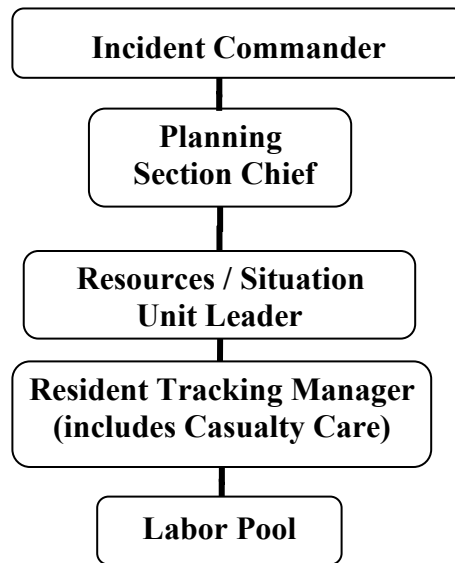 Incident Commander
Planning
Section Chief
Resources / Situation
Unit Leader
Resident Tracking Manager
(includes Casualty Care)
Labor Pool